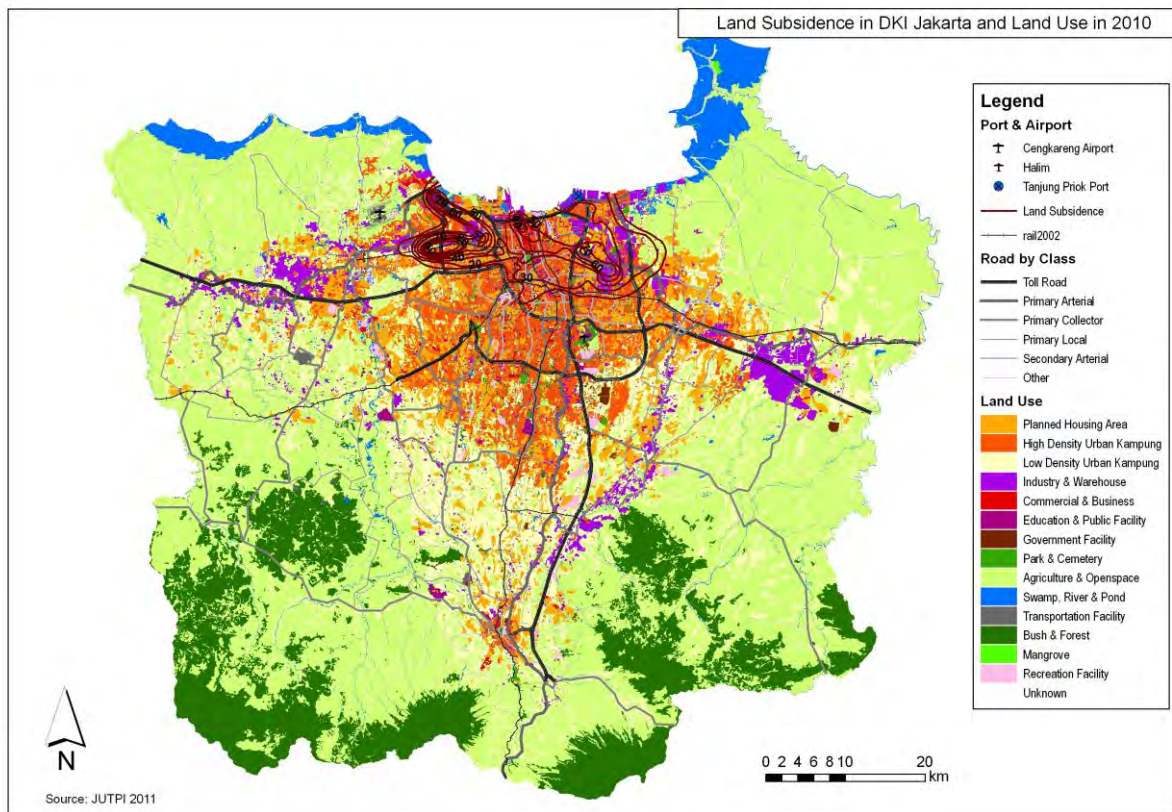 Land Subsidence in DKI Jakarta and Land Use in 2010
Legend
Port & Airport
Cengkareng Airport
Halim
Tanjung Priok Port
Land Subsidence
rail2002
Road by Class
Toll Road
Primary Arterial
Primary Collector
Primary Local
Secondary Arterial
Other
Land Use
Planned Housing Area
High Density Urban Kampung
Low Density Urban Kampung
Industry & Warehouse
Commercial & Business
Education & Public Facility
Government Facility
Park & Cemetery
Agriculture & Openspace
Swamp, River & Pond
Transportation Facility
Bush & Forest
Mangrove
Recreation Facility
Unknown
N
0 2 4 6 8 10 20
km
Source: JUTPI 2011